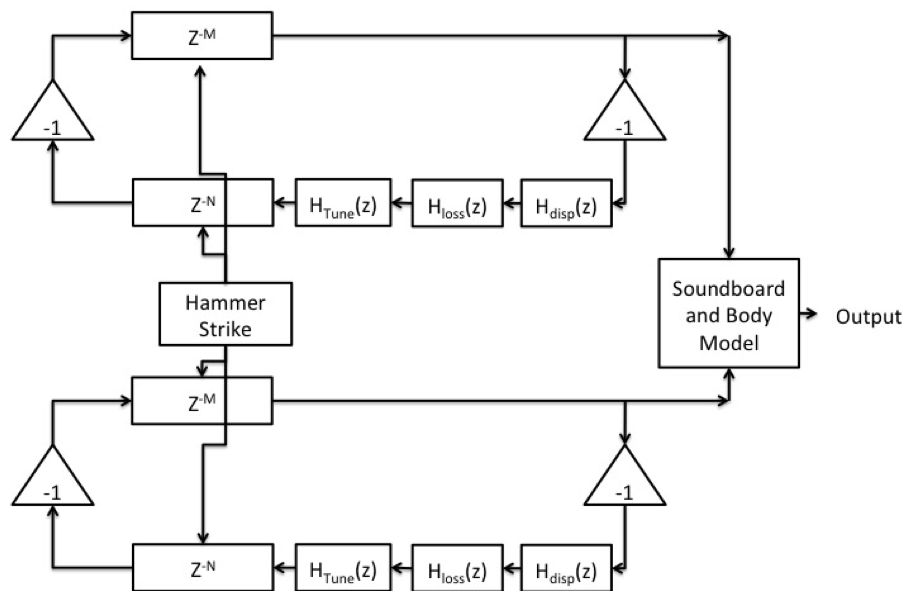 Z-M
-1
-1
Z-N
HTune(z)
Hloss(z)
Hdisp(z)
Hammer
Strike
Soundboard
and Body
Model
Output
Z-M
-1
-1
Z-N
HTune(z)
Hloss(z)
Hdisp(z)